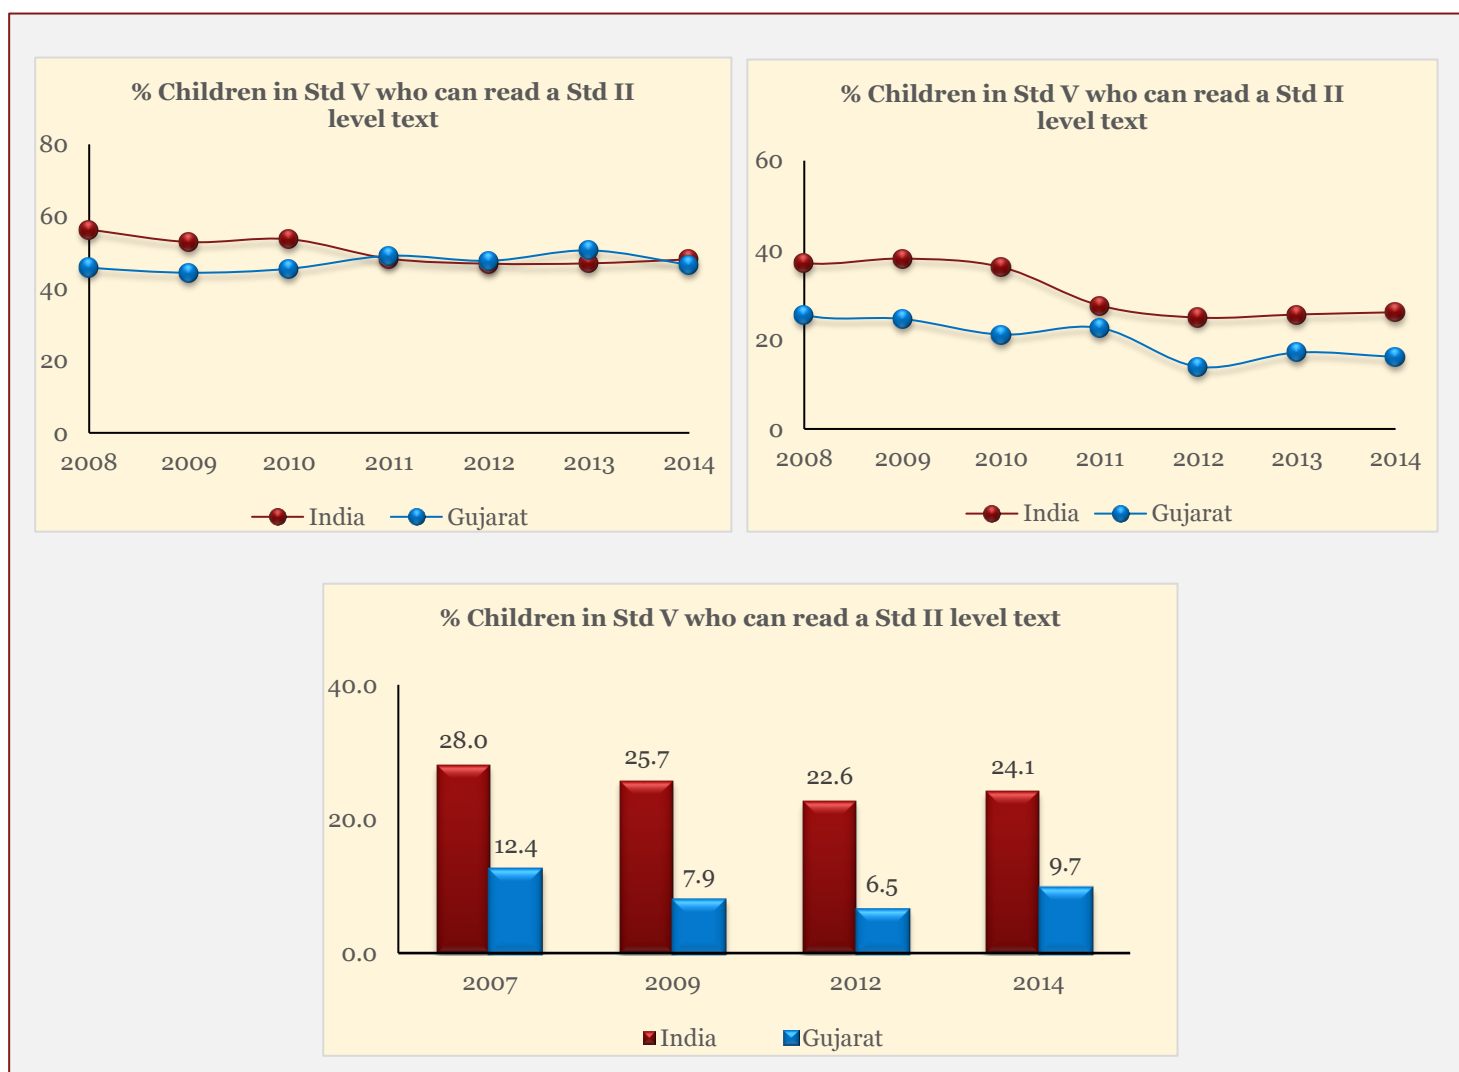 % Children in Std V who can read a Std II
level text
80
60
40
20
0
2008 2009 2010 2011 2012 2013 2014
India Gujarat
% Children in Std V who can read a Std II
level text
60
40
20
0
2008 2009 2010 2011 2012 2013 2014
India Gujarat
% Children in Std V who can read a Std II level text
40.0
20.0
0.0
28.0 25.7 22.6 24.1
12.4 7.9 6.5 9.7
2007 2009 2012 2014
India Gujarat